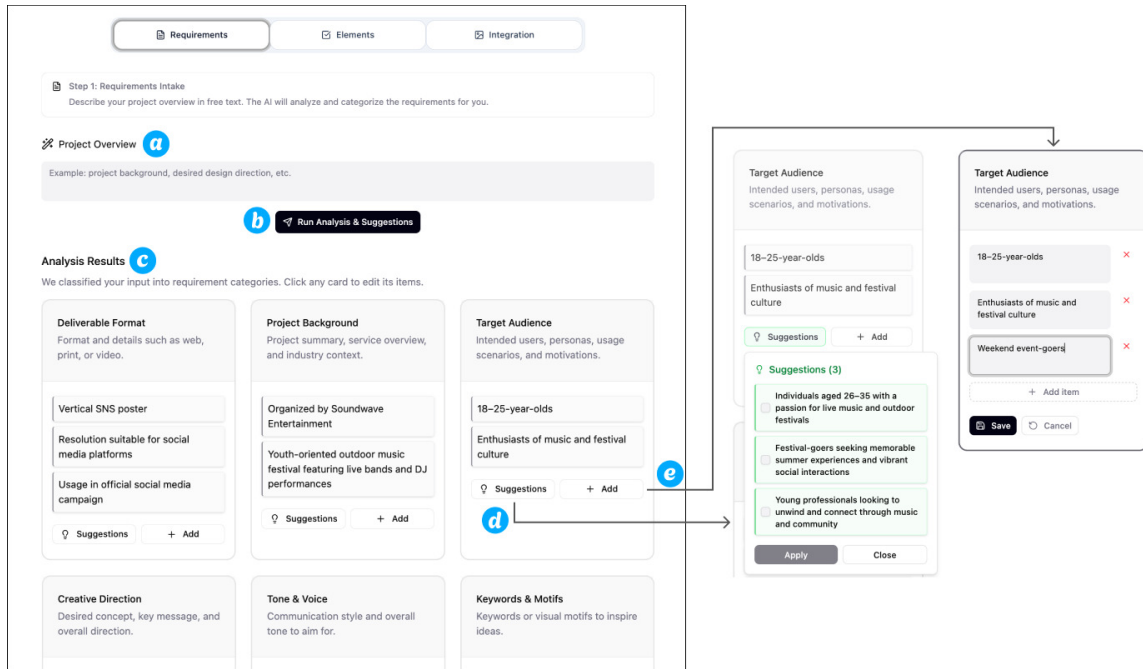 Requirements
Elements
Integration
Step 1: Requirements Intake
Describe your project overview in free text. The AI will analyze and categorize the requirements for you.
Project Overview
a
Example: project background, desired design direction, etc.
b
Run Analysis & Suggestions
Analysis Results
c
We classified your input into requirement categories. Click any card to edit its items.
Deliverable Format
Format and details such as web,
print, or video.
Vertical SNS poster
Resolution suitable for social
media platforms
Usage in official social media
campaign
Suggestions
+ Add
Project Background
Project summary, service overview,
and industry context.
Organized by Soundwave
Entertainment
Youth-oriented outdoor music
festival featuring live bands and DJ
performances
Suggestions
+ Add
Target Audience
Intended users, personas, usage
scenarios, and motivations.
18–25-year-olds
Enthusiasts of music and festival
culture
Suggestions
+ Add
d
e
Creative Direction
Desired concept, key message, and
overall direction.
Tone & Voice
Communication style and overall
tone to aim for.
Keywords & Motifs
Keywords or visual motifs to inspire
ideas.
Target Audience
Intended users, personas, usage
scenarios, and motivations.
18–25-year-olds
Enthusiasts of music and festival
culture
Suggestions
+ Add
Suggestions (3)
Individuals aged 26–35 with a
passion for live music and outdoor
festivals
Festival-goers seeking memorable
summer experiences and vibrant
social interactions
Young professionals looking to
unwind and connect through music
and community
Apply
Close
Target Audience
Intended users, personas, usage
scenarios, and motivations.
18–25-year-olds
Enthusiasts of music and
festival culture
Weekend event-goers
+ Add item
Save
Cancel